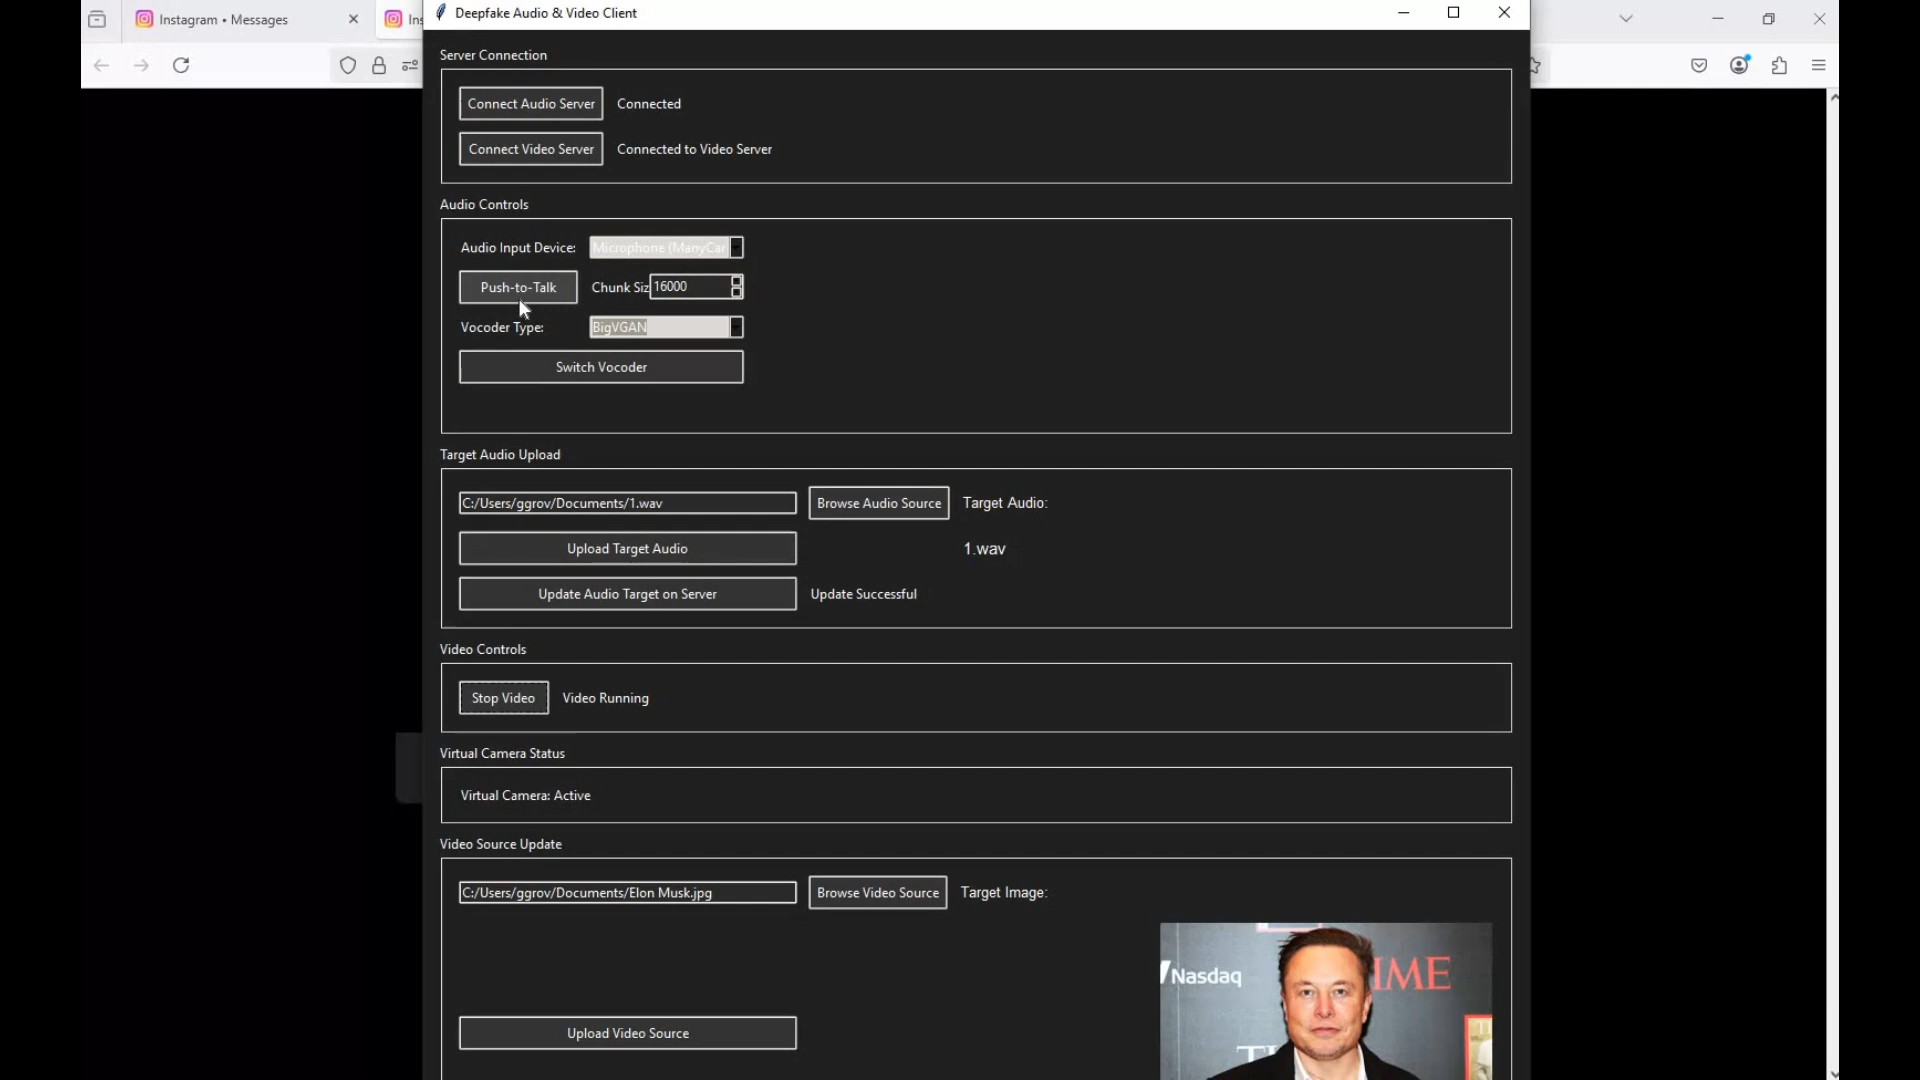 Instagram • Messages
Ins
Deepfake Audio & Video Client
Server Connection
Connect Audio Server Connected
Connect Video Server Connected to Video Server
Audio Controls
Audio Input Device: Microphone (ManyCar
Push-to-Talk Chunk Siz 16000
Vocoder Type: BigVGAN
Switch Vocoder
Target Audio Upload
C:/Users/ggrov/Documents/1.wav Browse Audio Source Target Audio:
Upload Target Audio 1.wav
Update Audio Target on Server Update Successful
Video Controls
Stop Video Video Running
Virtual Camera Status
Virtual Camera: Active
Video Source Update
C:/Users/ggrov/Documents/Elon Musk.jpg Browse Video Source Target Image:
Nasdaq IME
Upload Video Source